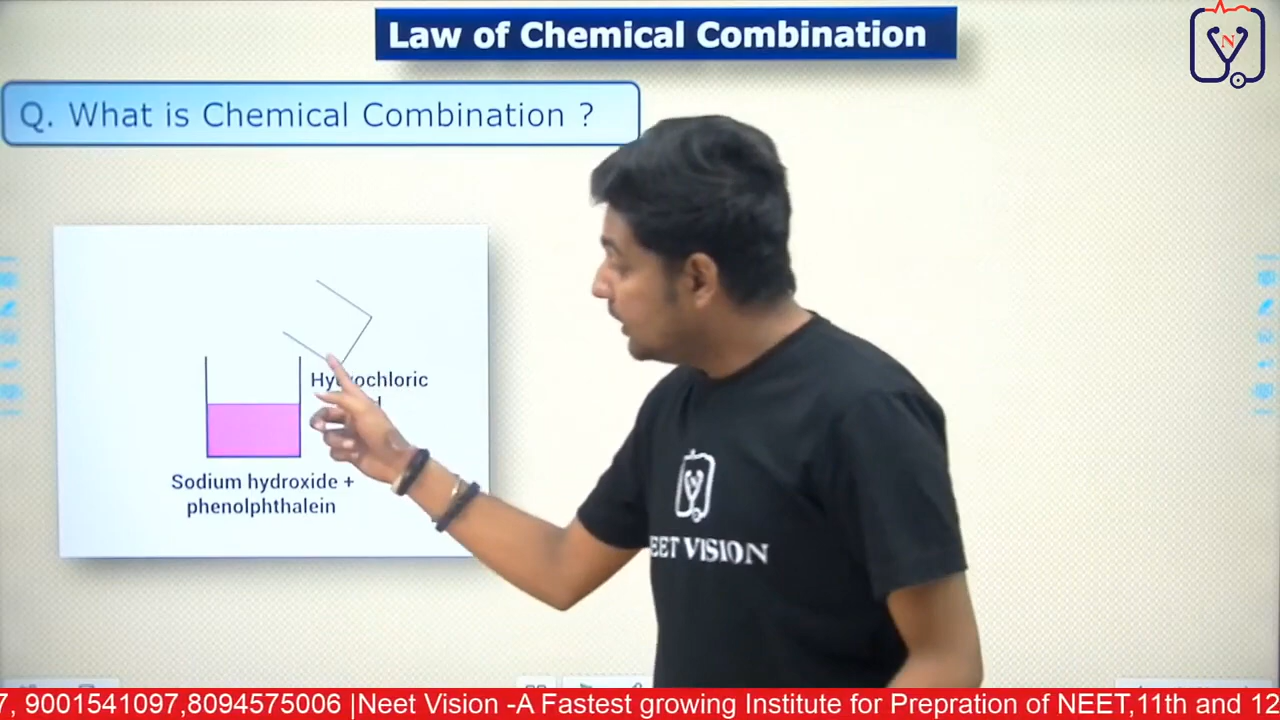 Law of Chemical Combination
N
Q. What is Chemical Combination ?
Sodium hydroxide +
phenolphthalein
VISION
7, 9001541097,8094575006 |Neet Vision -A Fastest growing Institute for Prepration of NEET,11th and 12